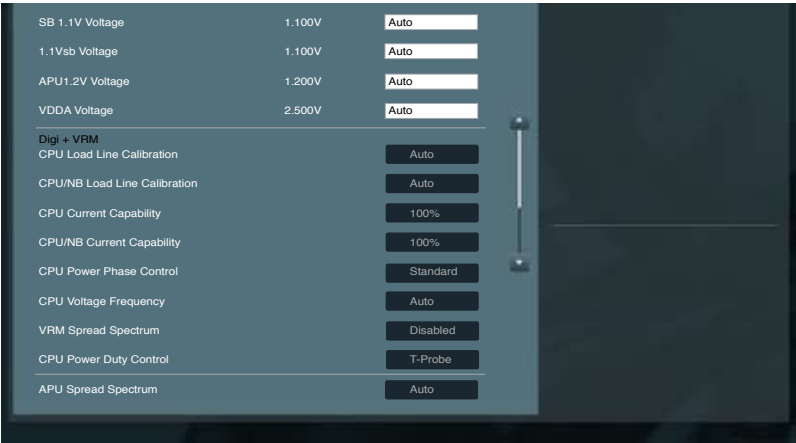 SB 1.1V Voltage 1.100V Auto
1.1Vsb Voltage 1.100V Auto
APU1.2V Voltage 1.200V Auto
VDDA Voltage 2.500V Auto
Digi + VRM
CPU Load Line Calibration Auto
CPU/NB Load Line Calibration Auto
CPU Current Capability 100%
CPU/NB Current Capability 100%
CPU Power Phase Control Standard
CPU Voltage Frequency Auto
VRM Spread Spectrum Disabled
CPU Power Duty Control T-Probe
APU Spread Spectrum Auto